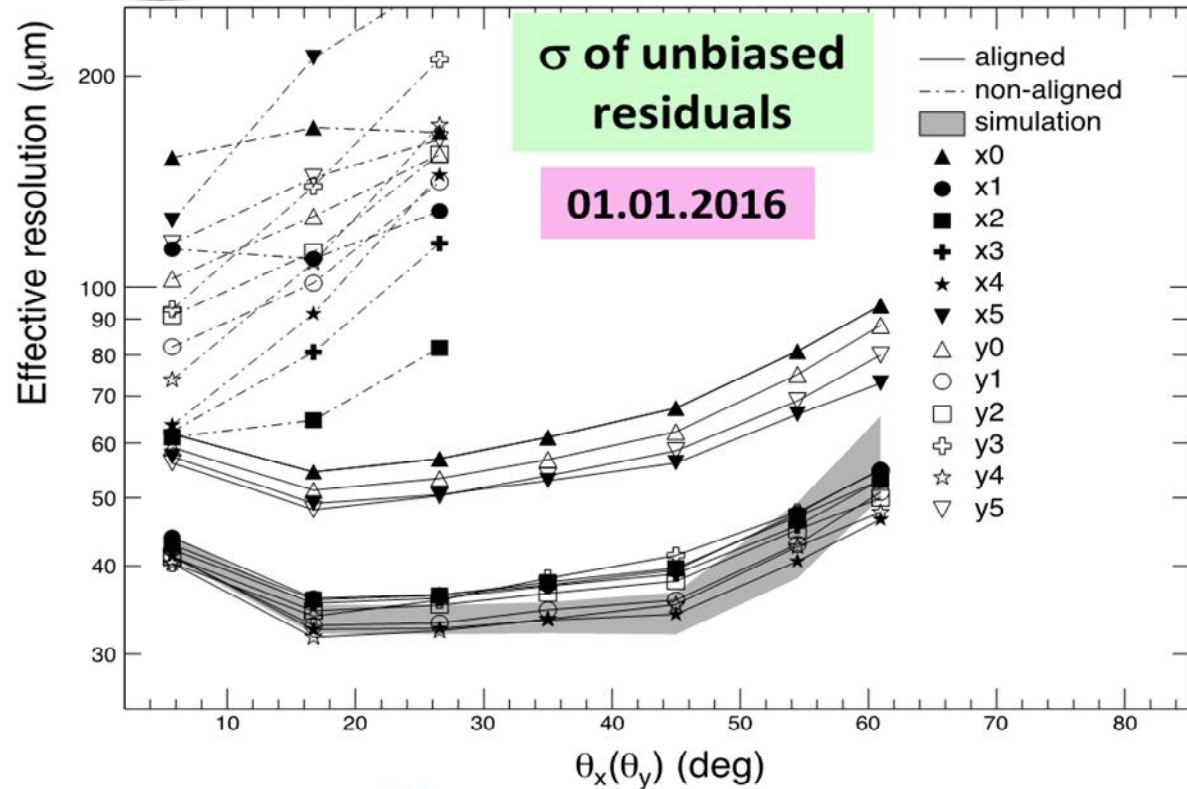 Effective resolution (μm)
200
100
90
80
70
60
50
40
30
σ of unbiased
residuals
01.01.2016
aligned
non-aligned
simulation
x0
x1
x2
x3
x4
x5
y0
y1
y2
y3
y4
y5
10 20 30 40 50 60 70 80
θx(θy) (deg)